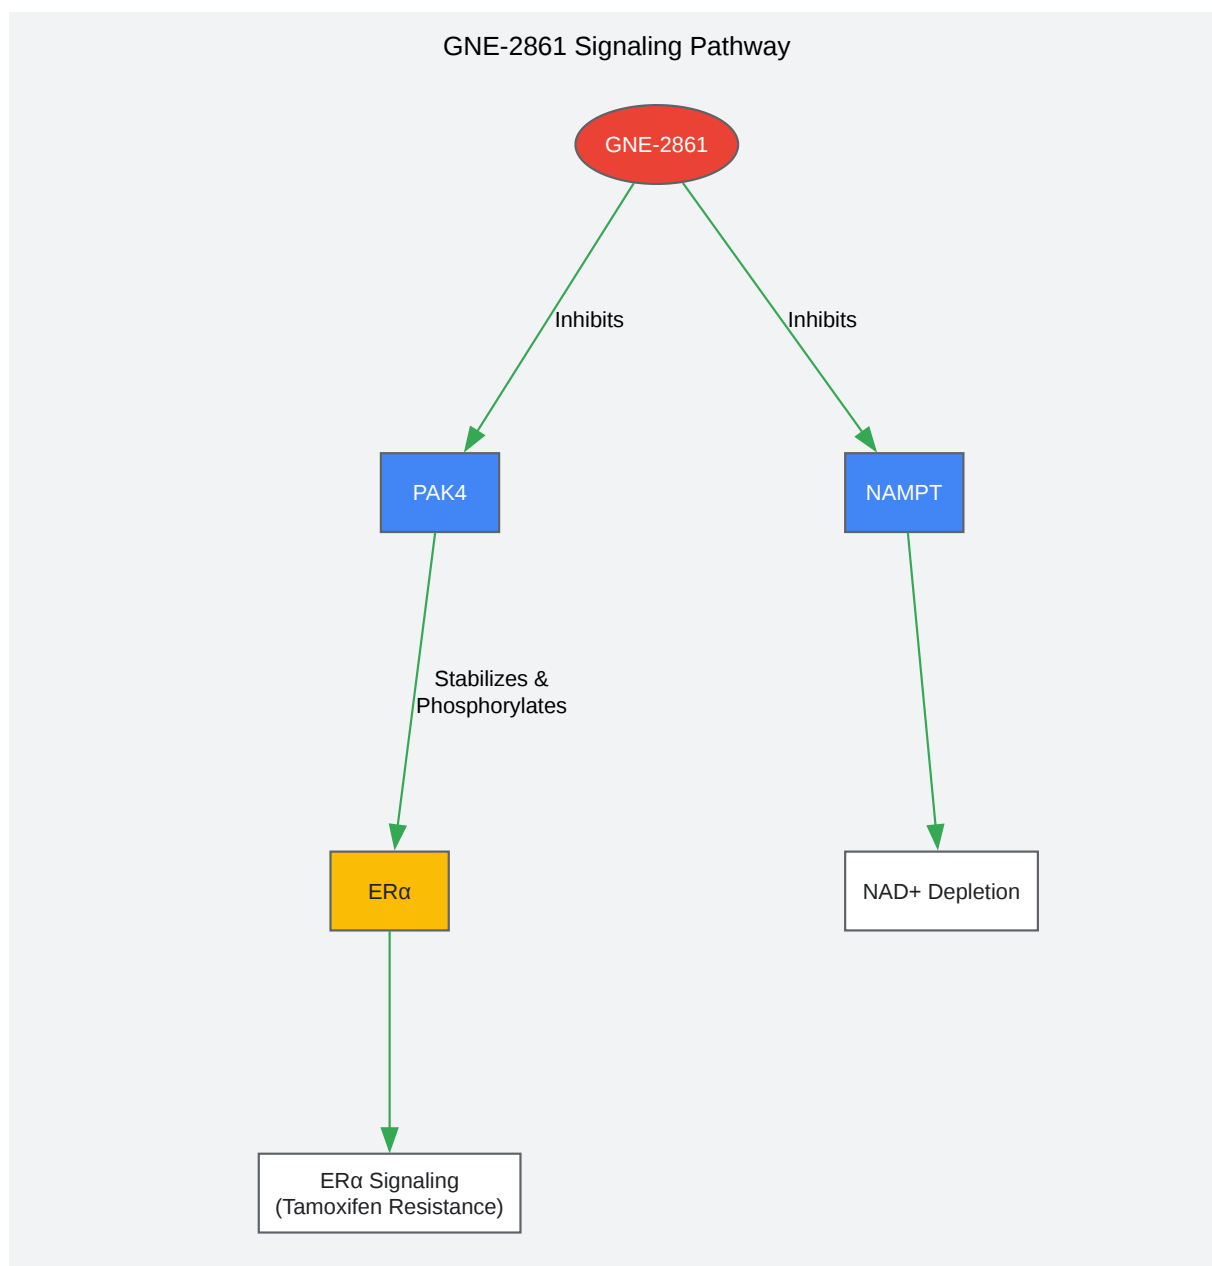 GNE-2861 Signaling Pathway
GNE-2861
Inhibits
Inhibits
PAK4
NAMPT
Stabilizes &
Phosphorylates
ERα
NAD+ Depletion
ERα Signaling
(Tamoxifen Resistance)